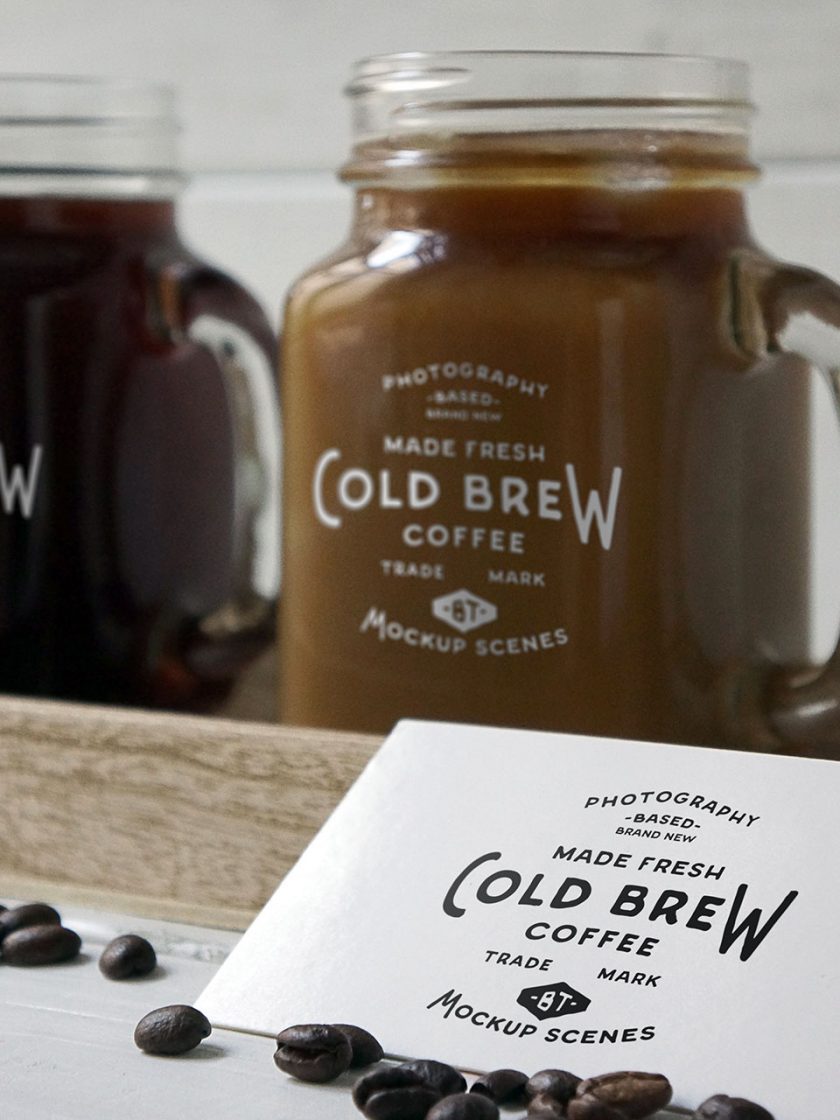 W
PHOTOGRAPHY
-BASED-
BRAND NEW
MADE FRESH
COLD BREW
COFFEE
TRADE MARK
-BT-
MOCKUP SCENES
PHOTOGRAPHY
-BASED-
BRAND NEW
MADE FRESH
COLD BREW
COFFEE
TRADE MARK
-BT-
MOCKUP SCENES